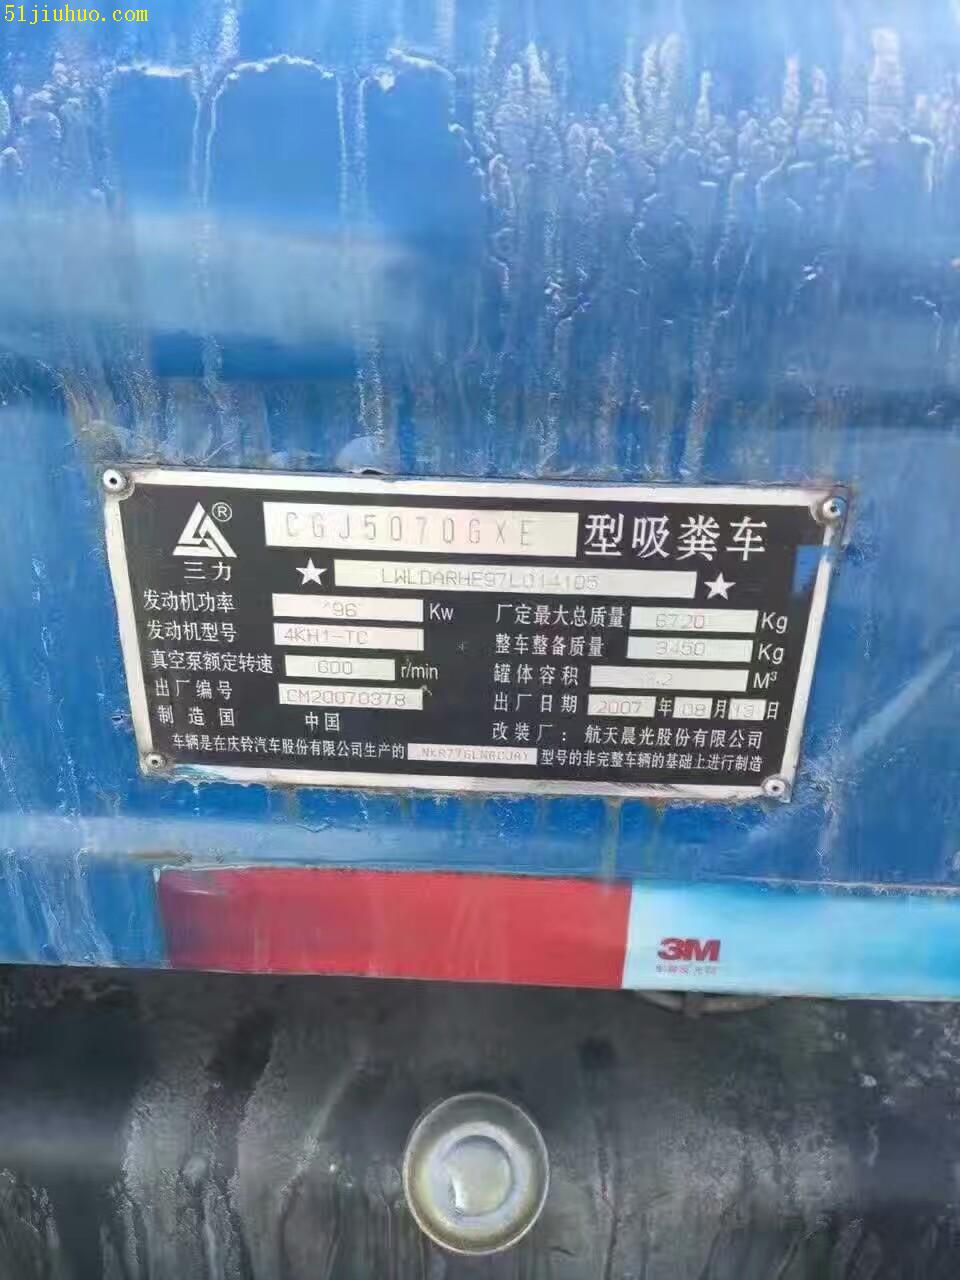 51jiuhuo.com
CGJ5070GXE 型吸粪车
三力®
LWLDARHE97L014105
发动机功率 96 Kw
厂定最大总质量 6720 Kg
发动机型号 4KH1-TC
整车整备质量 3450 Kg
真空泵额定转速 600 r/min
罐体容积 M³
出厂编号 CM20070378
出厂日期 2007 年 08 月 日
制造国 中国
改装厂：航天晨光股份有限公司
车辆是在庆铃汽车股份有限公司生产的 型号的非完整车辆的基础上进行制造
3M